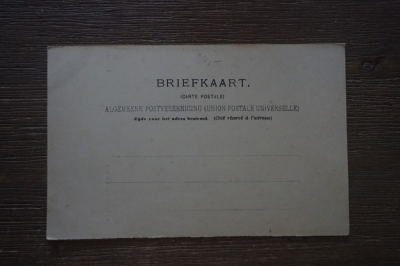 BRIEFKAART.
(CARTE POSTALE)
ALGEMEENE POSTVEREENIGING (UNION POSTALE UNIVERSELLE)
Zijde voor het adres bestemd. (Côté réservé à l'adresse)